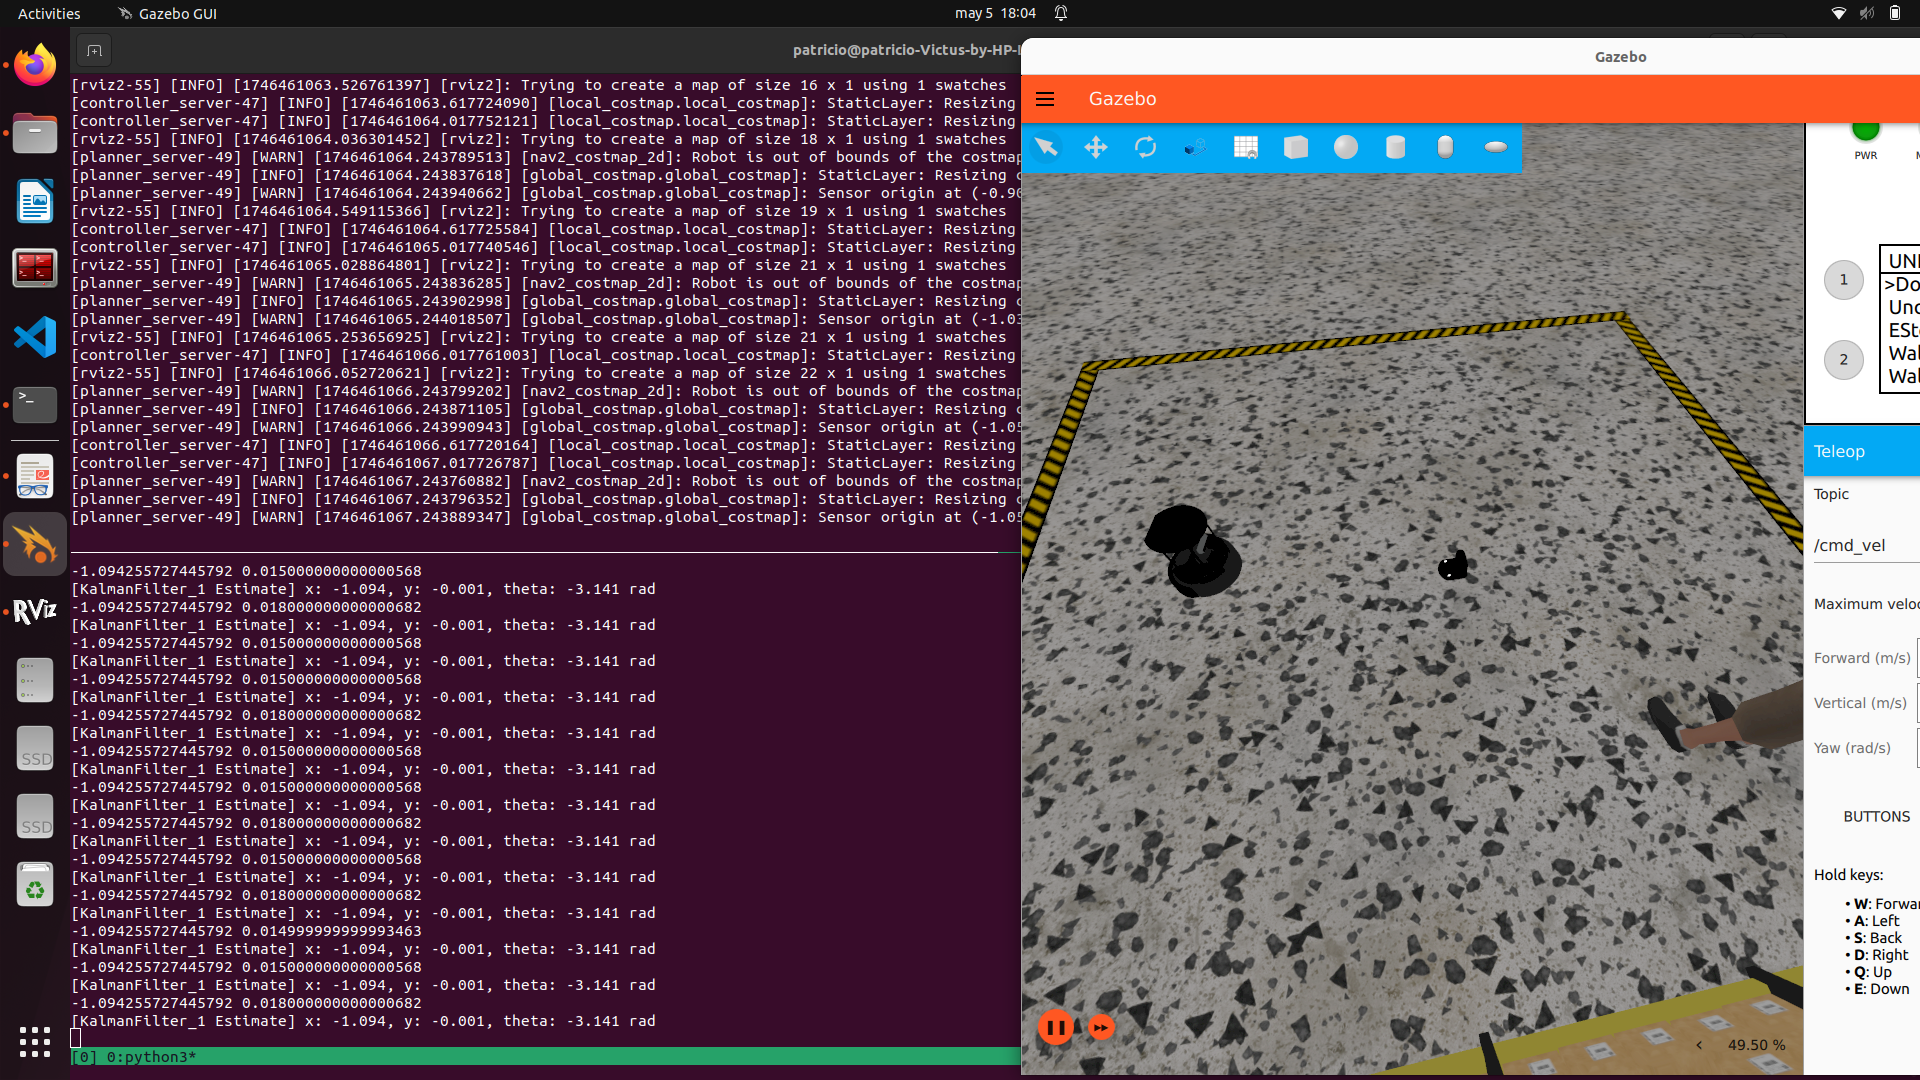 Activities
Gazebo GUI
may 5 18:04
patricio@patricio-Victus-by-HP-
[rviz2-55] [INFO] [1746461063.526761397] [rviz2]: Trying to create a map of size 16 x 1 using 1 swatches
[controller_server-47] [INFO] [1746461063.617724090] [local_costmap.local_costmap]: StaticLayer: Resizing
[controller_server-47] [INFO] [1746461064.017752121] [local_costmap.local_costmap]: StaticLayer: Resizing
[rviz2-55] [INFO] [1746461064.036301452] [rviz2]: Trying to create a map of size 18 x 1 using 1 swatches
[planner_server-49] [WARN] [1746461064.243789513] [nav2_costmap_2d]: Robot is out of bounds of the costmap
[planner_server-49] [INFO] [1746461064.243837618] [global_costmap.global_costmap]: StaticLayer: Resizing c
[planner_server-49] [WARN] [1746461064.243940662] [global_costmap.global_costmap]: Sensor origin at (-0.90
[rviz2-55] [INFO] [1746461064.549115366] [rviz2]: Trying to create a map of size 19 x 1 using 1 swatches
[controller_server-47] [INFO] [1746461064.617725584] [local_costmap.local_costmap]: StaticLayer: Resizing
[controller_server-47] [INFO] [1746461065.017740546] [local_costmap.local_costmap]: StaticLayer: Resizing
[rviz2-55] [INFO] [1746461065.028864801] [rviz2]: Trying to create a map of size 21 x 1 using 1 swatches
[planner_server-49] [WARN] [1746461065.243836285] [nav2_costmap_2d]: Robot is out of bounds of the costmap
[planner_server-49] [INFO] [1746461065.243902998] [global_costmap.global_costmap]: StaticLayer: Resizing c
[planner_server-49] [WARN] [1746461065.244018507] [global_costmap.global_costmap]: Sensor origin at (-1.03
[rviz2-55] [INFO] [1746461065.253656925] [rviz2]: Trying to create a map of size 21 x 1 using 1 swatches
[controller_server-47] [INFO] [1746461066.017761003] [local_costmap.local_costmap]: StaticLayer: Resizing
[rviz2-55] [INFO] [1746461066.052720621] [rviz2]: Trying to create a map of size 22 x 1 using 1 swatches
[planner_server-49] [WARN] [1746461066.243799202] [nav2_costmap_2d]: Robot is out of bounds of the costmap
[planner_server-49] [INFO] [1746461066.243871105] [global_costmap.global_costmap]: StaticLayer: Resizing c
[planner_server-49] [WARN] [1746461066.243990943] [global_costmap.global_costmap]: Sensor origin at (-1.05
[controller_server-47] [INFO] [1746461066.617720164] [local_costmap.local_costmap]: StaticLayer: Resizing
[controller_server-47] [INFO] [1746461067.017726787] [local_costmap.local_costmap]: StaticLayer: Resizing
[planner_server-49] [WARN] [1746461067.243760882] [nav2_costmap_2d]: Robot is out of bounds of the costmap
[planner_server-49] [INFO] [1746461067.243796352] [global_costmap.global_costmap]: StaticLayer: Resizing c
[planner_server-49] [WARN] [1746461067.243889347] [global_costmap.global_costmap]: Sensor origin at (-1.05
-1.094255727445792 0.015000000000000568
[KalmanFilter_1 Estimate] x: -1.094, y: -0.001, theta: -3.141 rad
-1.094255727445792 0.018000000000000682
[KalmanFilter_1 Estimate] x: -1.094, y: -0.001, theta: -3.141 rad
-1.094255727445792 0.015000000000000568
[KalmanFilter_1 Estimate] x: -1.094, y: -0.001, theta: -3.141 rad
-1.094255727445792 0.015000000000000568
[KalmanFilter_1 Estimate] x: -1.094, y: -0.001, theta: -3.141 rad
-1.094255727445792 0.018000000000000682
[KalmanFilter_1 Estimate] x: -1.094, y: -0.001, theta: -3.141 rad
-1.094255727445792 0.015000000000000568
[KalmanFilter_1 Estimate] x: -1.094, y: -0.001, theta: -3.141 rad
-1.094255727445792 0.015000000000000568
[KalmanFilter_1 Estimate] x: -1.094, y: -0.001, theta: -3.141 rad
-1.094255727445792 0.018000000000000682
[KalmanFilter_1 Estimate] x: -1.094, y: -0.001, theta: -3.141 rad
-1.094255727445792 0.015000000000000568
[KalmanFilter_1 Estimate] x: -1.094, y: -0.001, theta: -3.141 rad
-1.094255727445792 0.018000000000000682
[KalmanFilter_1 Estimate] x: -1.094, y: -0.001, theta: -3.141 rad
-1.094255727445792 0.014999999999993463
[KalmanFilter_1 Estimate] x: -1.094, y: -0.001, theta: -3.141 rad
-1.094255727445792 0.015000000000000568
[KalmanFilter_1 Estimate] x: -1.094, y: -0.001, theta: -3.141 rad
-1.094255727445792 0.018000000000000682
[KalmanFilter_1 Estimate] x: -1.094, y: -0.001, theta: -3.141 rad
[0] 0:python3*
RViz
SSD
SSD
Gazebo
Gazebo
PWR
1
2
UN
>Do
Und
ESt
Wal
Wal
Teleop
Topic
/cmd_vel
Maximum veloc
Forward (m/s)
Vertical (m/s)
Yaw (rad/s)
BUTTONS
Hold keys:
• W: Forwar
• A: Left
• S: Back
• D: Right
• Q: Up
• E: Down
49.50 %